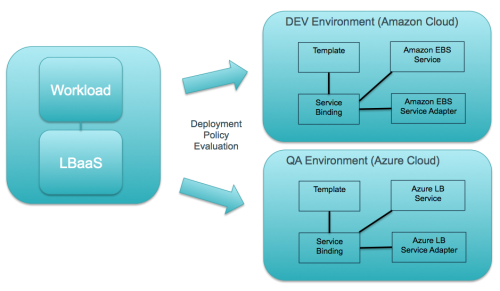 Workload
LBaaS
Deployment
Policy
Evaluation
DEV Environment (Amazon Cloud)
Template
Amazon EBS
Service
Service
Binding
Amazon EBS
Service Adapter
QA Environment (Azure Cloud)
Template
Azure LB
Service
Service
Binding
Azure LB
Service Adapter